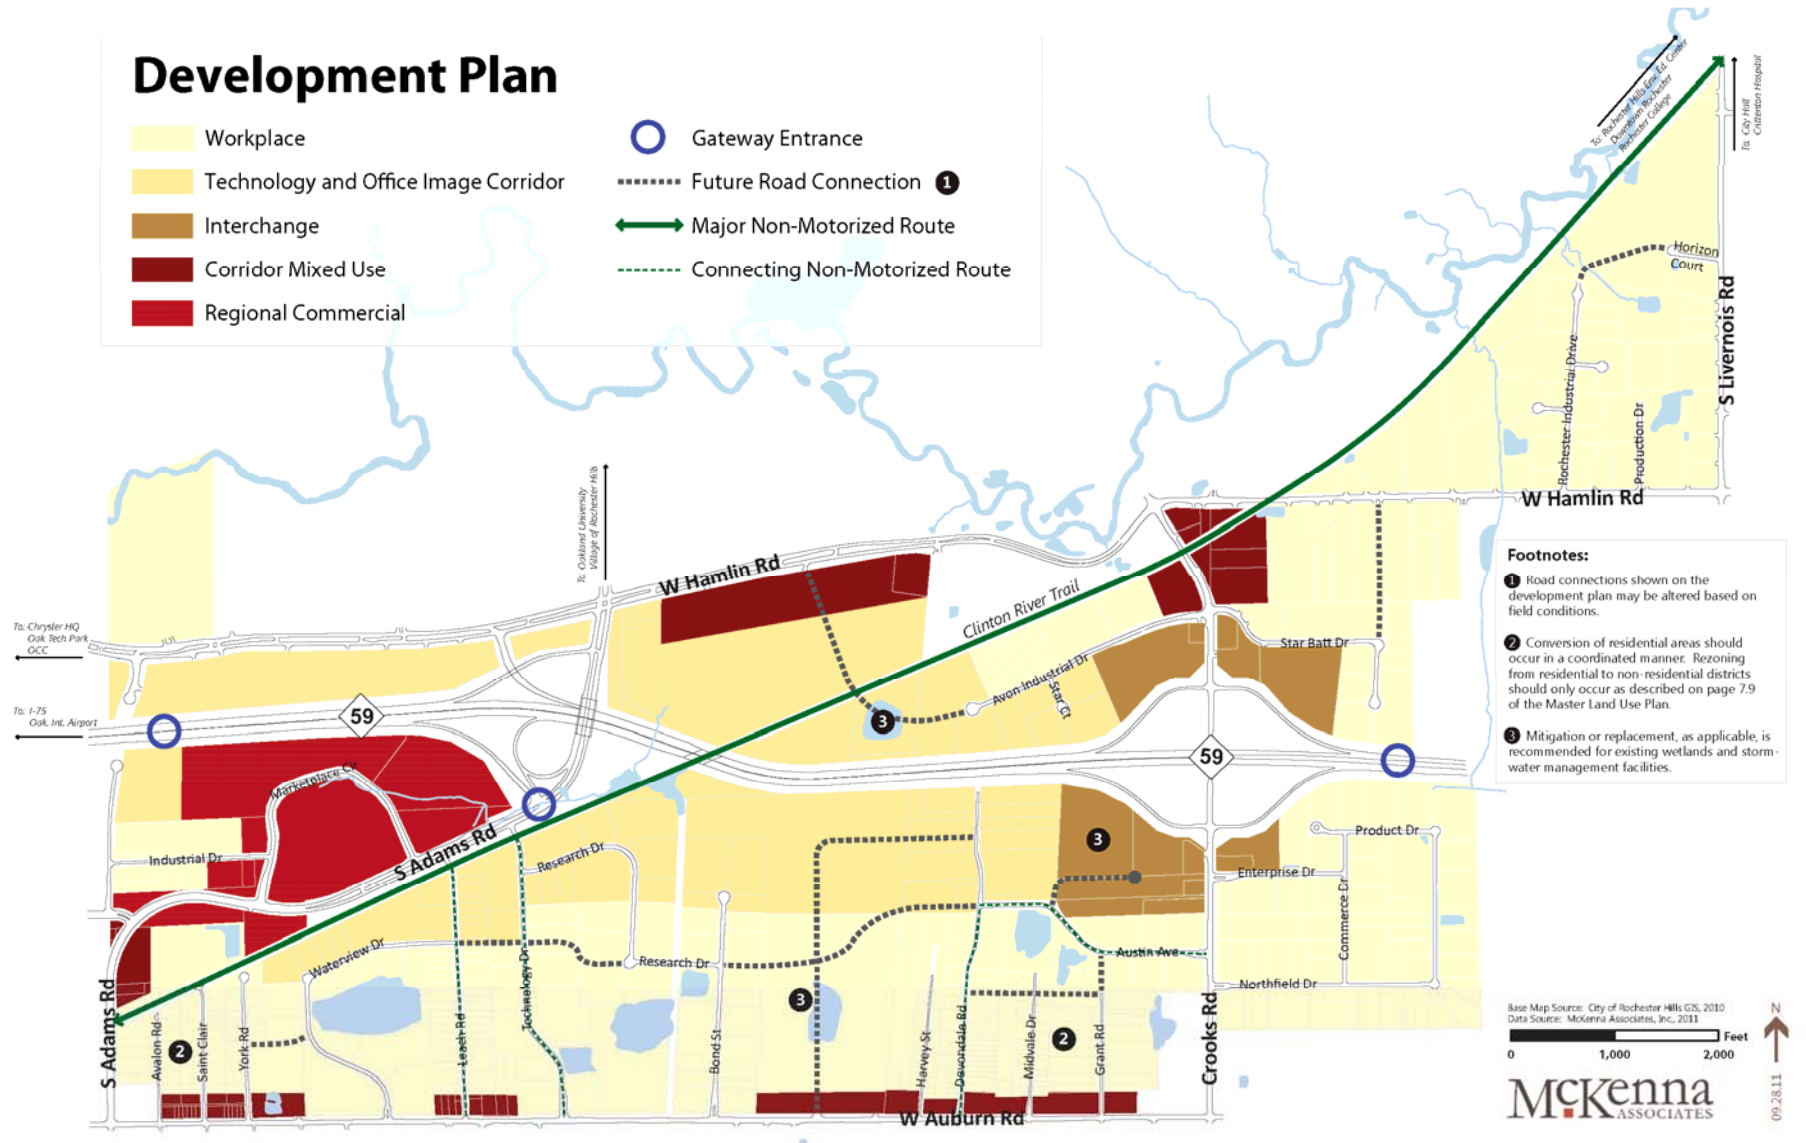 Development Plan
Workplace
Technology and Office Image Corridor
Interchange
Corridor Mixed Use
Regional Commercial
Gateway Entrance
Future Road Connection 1
Major Non-Motorized Route
Connecting Non-Motorized Route
To: Rochester Hills Env. Ed. Center
Downtown Rochester
Rochester College
To: City Hall
Crittenton Hospital
Horizon
Court
S Livernois Rd
Rochester Industrial Drive
Production Dr
W Hamlin Rd
To: Oakland University
Village of Rochester Hills
W Hamlin Rd
Clinton River Trail
To: Chrysler HQ
Oak Tech Park
OCC
To: I-75
Oak. Int. Airport
59
Star Batt Dr
Avon Industrial Dr
Star Ct
3
59
Marketplace Cir
S Adams Rd
Industrial Dr
Research Dr
3
Product Dr
Enterprise Dr
Commerce Dr
Waterview Dr
Research Dr
Austin Ave
Northfield Dr
Technology Dr
3
S Adams Rd
2
Avalon Rd
Saint Clair
York Rd
Leach Rd
Bond St
Harvey St
Devondale Rd
Midvale Dr
2
Grant Rd
Crooks Rd
W Auburn Rd
Footnotes:
1 Road connections shown on the
development plan may be altered based on
field conditions.
2 Conversion of residential areas should
occur in a coordinated manner. Rezoning
from residential to non-residential districts
should only occur as described on page 7.9
of the Master Land Use Plan.
3 Mitigation or replacement, as applicable, is
recommended for existing wetlands and storm-
water management facilities.
Base Map Source: City of Rochester Hills GIS, 2010
Data Source: McKenna Associates, Inc., 2011
Feet
0 1,000 2,000
McKenna
ASSOCIATES
N
09.28.11